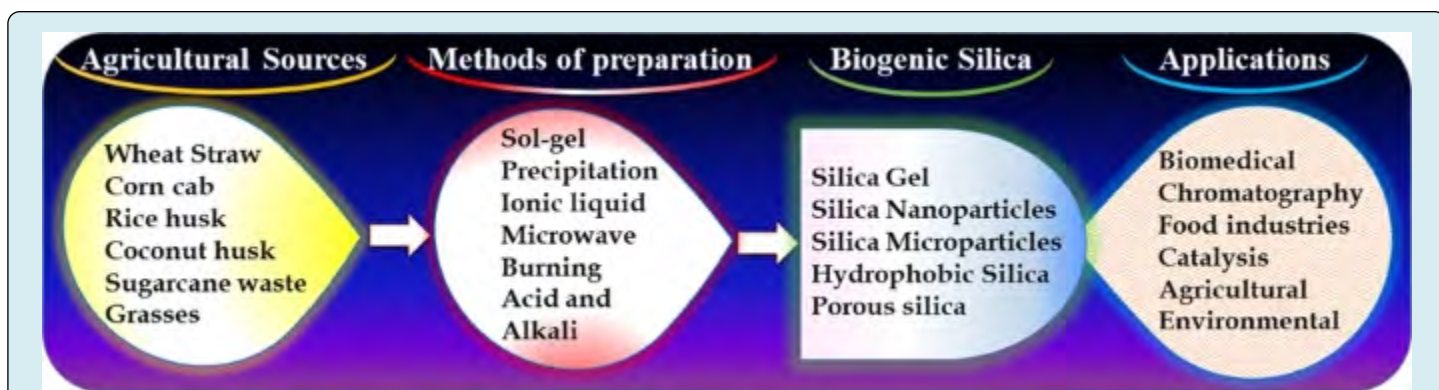 Agricultural Sources
Wheat Straw
Corn cab
Rice husk
Coconut husk
Sugarcane waste
Grasses
Methods of preparation
Sol-gel
Precipitation
Ionic liquid
Microwave
Burning
Acid and
Alkali
Biogenic Silica
Silica Gel
Silica Nanoparticles
Silica Microparticles
Hydrophobic Silica
Porous silica
Applications
Biomedical
Chromatography
Food industries
Catalysis
Agricultural
Environmental